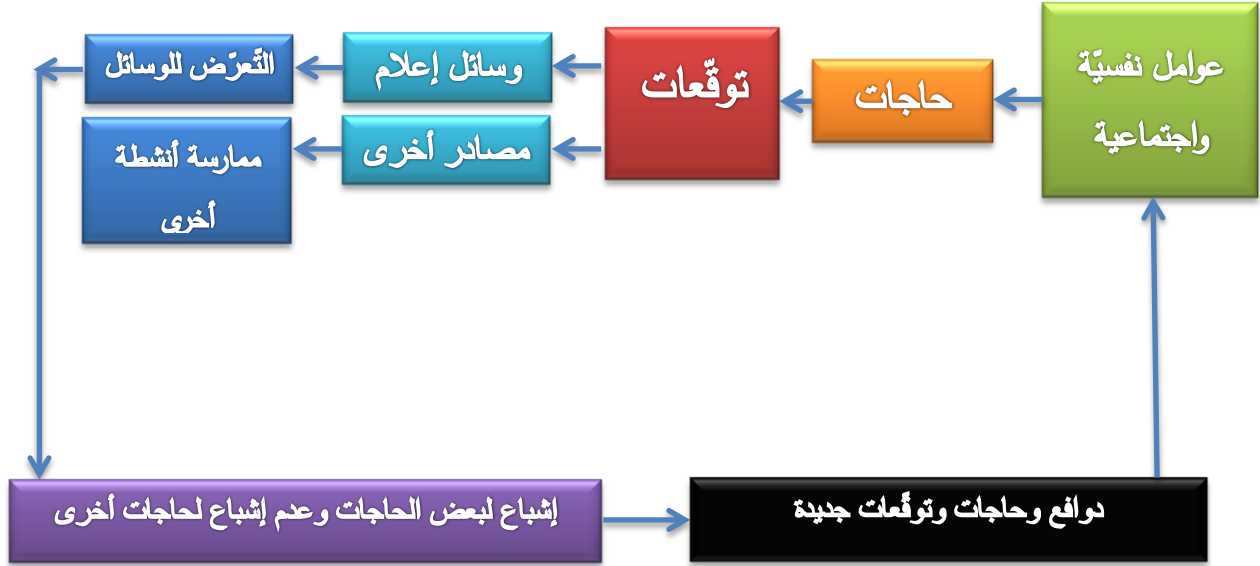 عوامل نفسيّة
واجتماعية
حاجات
توقّعات
وسائل إعلام
مصادر أخرى
التّعرّض للوسائل
ممارسة أنشطة
أخرى
إشباع لبعض الحاجات وعدم إشباع لحاجات أخرى
دوافع وحاجات وتوقّعات جديدة